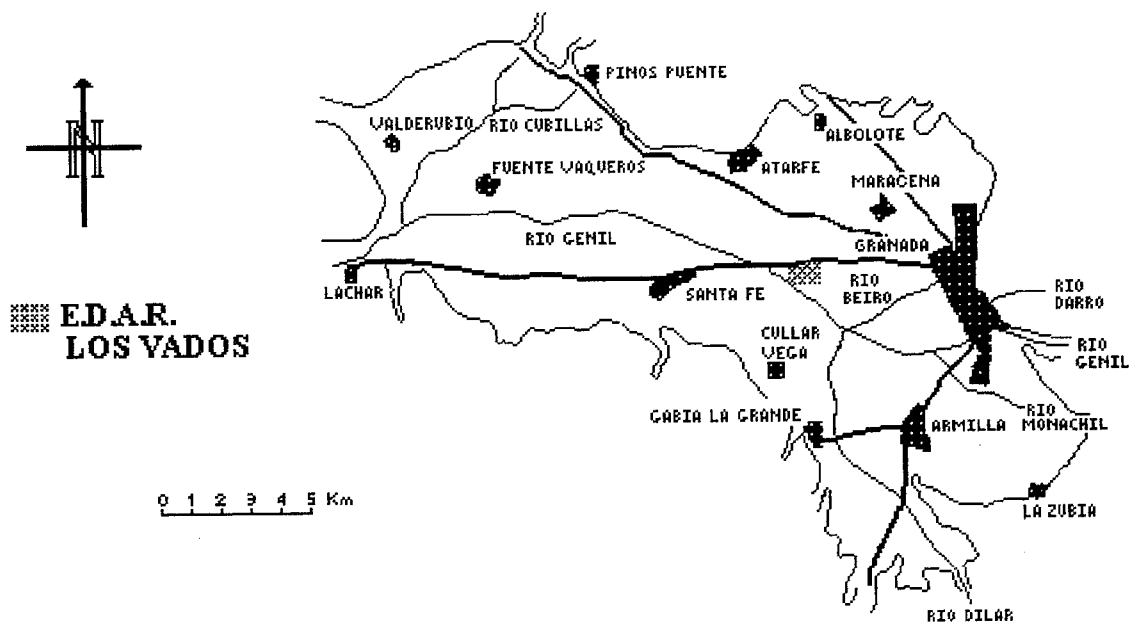 PINOS PUENTE
VALDERUBIO
RIO CUBILLAS
ALBOLOTE
N
FUENTE VAQUEROS
ATARFE
MARACENA
RIO GENIL
GRANADA
LACHAR
SANTA FE
RIO
BEIRO
RIO
DARRO
E.D.A.R.
LOS VADOS
CULLAR
VEGA
RIO
GENIL
GABIA LA GRANDE
ARMILLA
RIO
MONACHIL
0 1 2 3 4 5 Km
LA ZUBIA
RIO DILAR